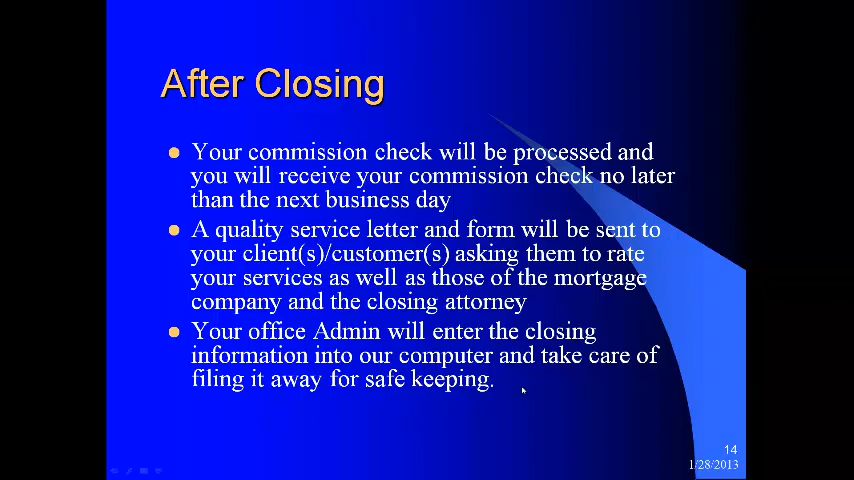 After Closing
Your commission check will be processed and
you will receive your commission check no later
than the next business day
A quality service letter and form will be sent to
your client(s)/customer(s) asking them to rate
your services as well as those of the mortgage
company and the closing attorney
Your office Admin will enter the closing
information into our computer and take care of
filing it away for safe keeping.
14
1/28/2013